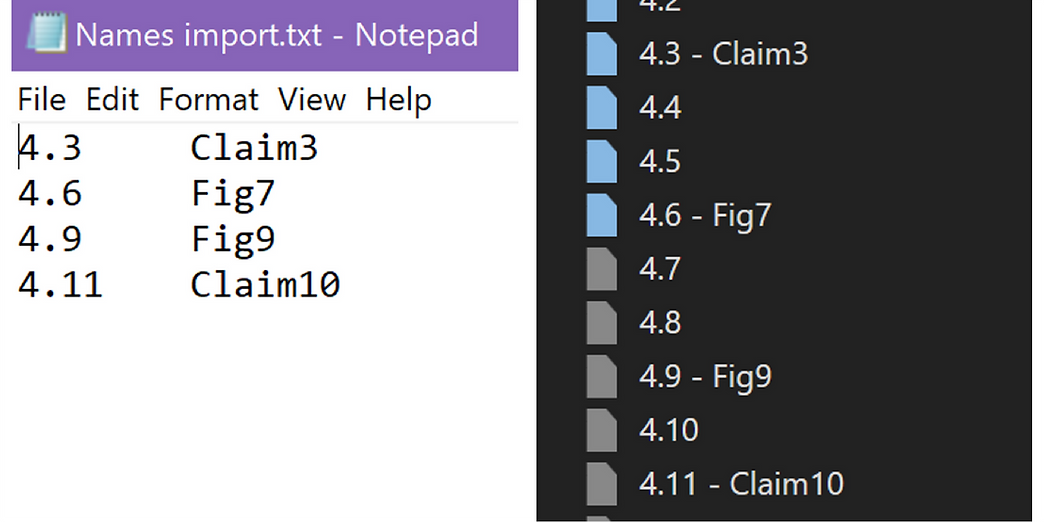 Names import.txt - Notepad
File Edit Format View Help
4.3 Claim3
4.6 Fig7
4.9 Fig9
4.11 Claim10
4.2
4.3 - Claim3
4.4
4.5
4.6 - Fig7
4.7
4.8
4.9 - Fig9
4.10
4.11 - Claim10